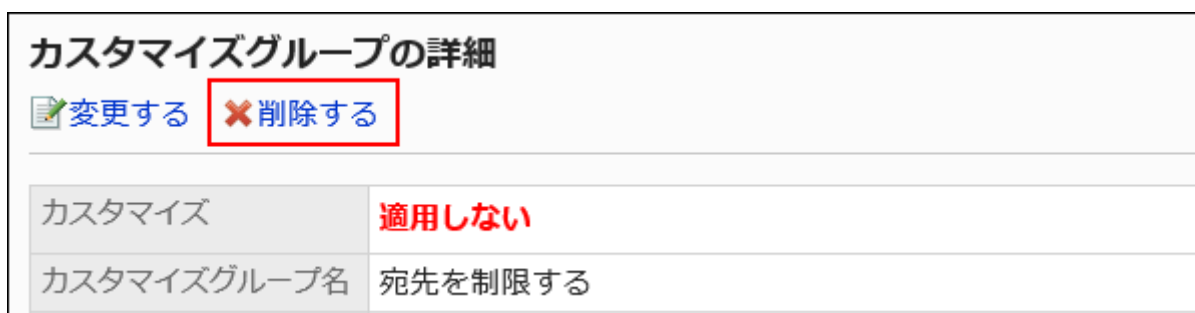 カスタマイズグループの詳細
変更する 削除する
カスタマイズ 適用しない
カスタマイズグループ名 宛先を制限する